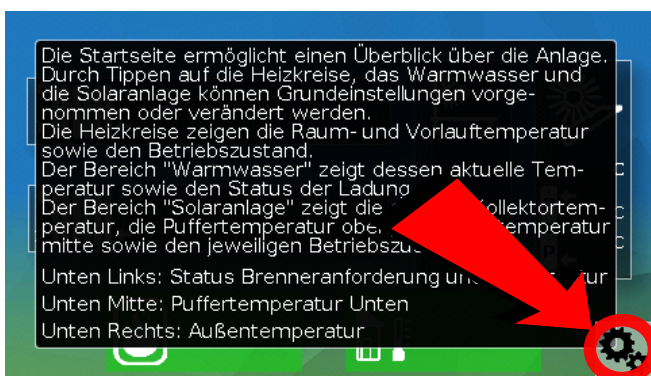 Die Startseite ermöglicht einen Überblick über die Anlage.
Durch Tippen auf die Heizkreise, das Warmwasser und
die Solaranlage können Grundeinstellungen vorge-
nommen oder verändert werden.
Die Heizkreise zeigen die Raum- und Vorlauftemperatur
sowie den Betriebszustand.
Der Bereich "Warmwasser" zeigt dessen aktuelle Tem-
peratur sowie den Status der Ladung
Der Bereich "Solaranlage" zeigt die Kollektortem-
peratur, die Puffertemperatur
mitte sowie den jeweiligen
Unten Links: Status Brenneranforderung
Unten Mitte: Puffertemperatur Unten
Unten Rechts: Außentemperatur